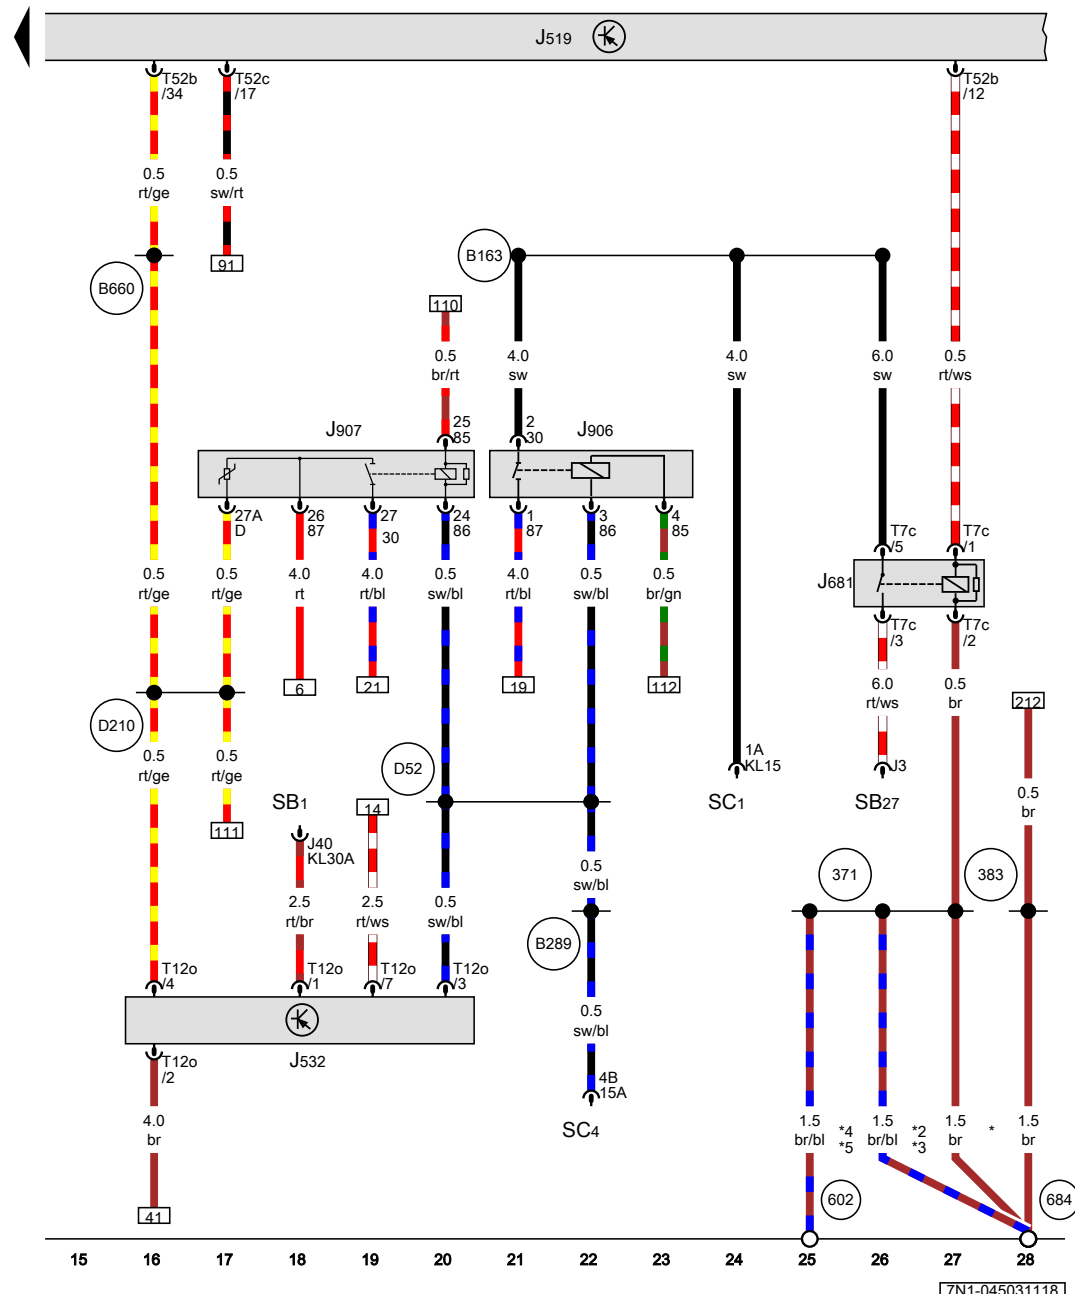 J519
T52b
/34
T52c
/17
T52b
/12
0.5
rt/ge
0.5
sw/rt
91
B660
B163
110
0.5
br/rt
4.0
sw
4.0
sw
6.0
sw
0.5
rt/ws
J907
25
85
2
30
J906
27A
D
26
87
27
30
24
86
1
87
3
86
4
85
T7c
/5
T7c
/1
J681
T7c
/3
T7c
/2
0.5
rt/ge
0.5
rt/ge
4.0
rt
4.0
rt/bl
0.5
sw/bl
4.0
rt/bl
0.5
sw/bl
0.5
br/gn
6
21
19
112
6.0
rt/ws
0.5
br
212
D210
0.5
rt/ge
0.5
rt/ge
D52
1A
KL15
SC1
J3
SB27
0.5
br
SB1
14
111
J40
KL30A
2.5
rt/br
2.5
rt/ws
0.5
sw/bl
0.5
sw/bl
371
383
B289
T12o
/4
T12o
/1
T12o
/7
T12o
/3
0.5
sw/bl
J532
T12o
/2
4B
15A
SC4
4.0
br
1.5
br/bl
*4
*5
1.5
br/bl
*2
*3
1.5
br
*
1.5
br
41
602
684
15 16 17 18 19 20 21 22 23 24 25 26 27 28
7N1-045031118